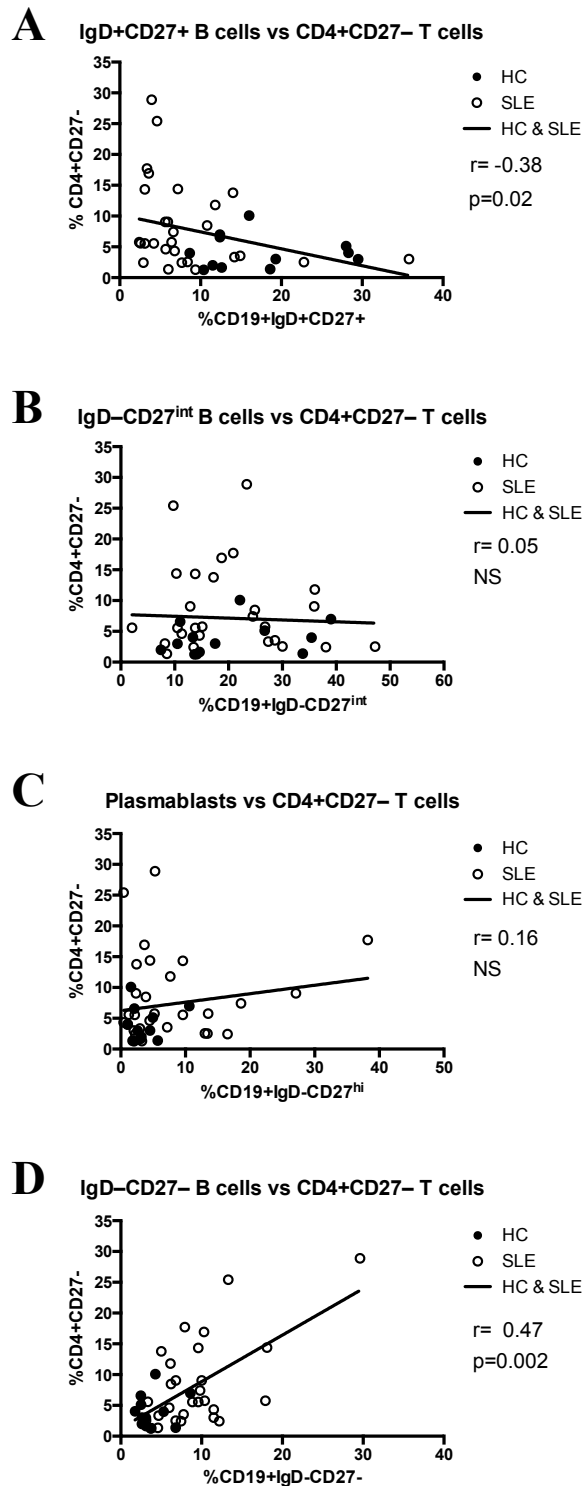 A
IgD+CD27+ B cells vs CD4+CD27– T cells
HC
SLE
HC & SLE
r= -0.38
p=0.02
% CD4+CD27-
35
30
25
20
15
10
5
0
0 10 20 30 40
%CD19+IgD+CD27+
B
IgD–CD27int B cells vs CD4+CD27– T cells
HC
SLE
HC & SLE
r= 0.05
NS
%CD4+CD27-
35
30
25
20
15
10
5
0
0 10 20 30 40 50 60
%CD19+IgD-CD27int
C
Plasmablasts vs CD4+CD27– T cells
HC
SLE
HC & SLE
r= 0.16
NS
%CD4+CD27-
35
30
25
20
15
10
5
0
0 10 20 30 40 50
%CD19+IgD-CD27hi
D
IgD–CD27– B cells vs CD4+CD27– T cells
HC
SLE
HC & SLE
r= 0.47
p=0.002
%CD4+CD27-
35
30
25
20
15
10
5
0
0 10 20 30 40
%CD19+IgD-CD27-